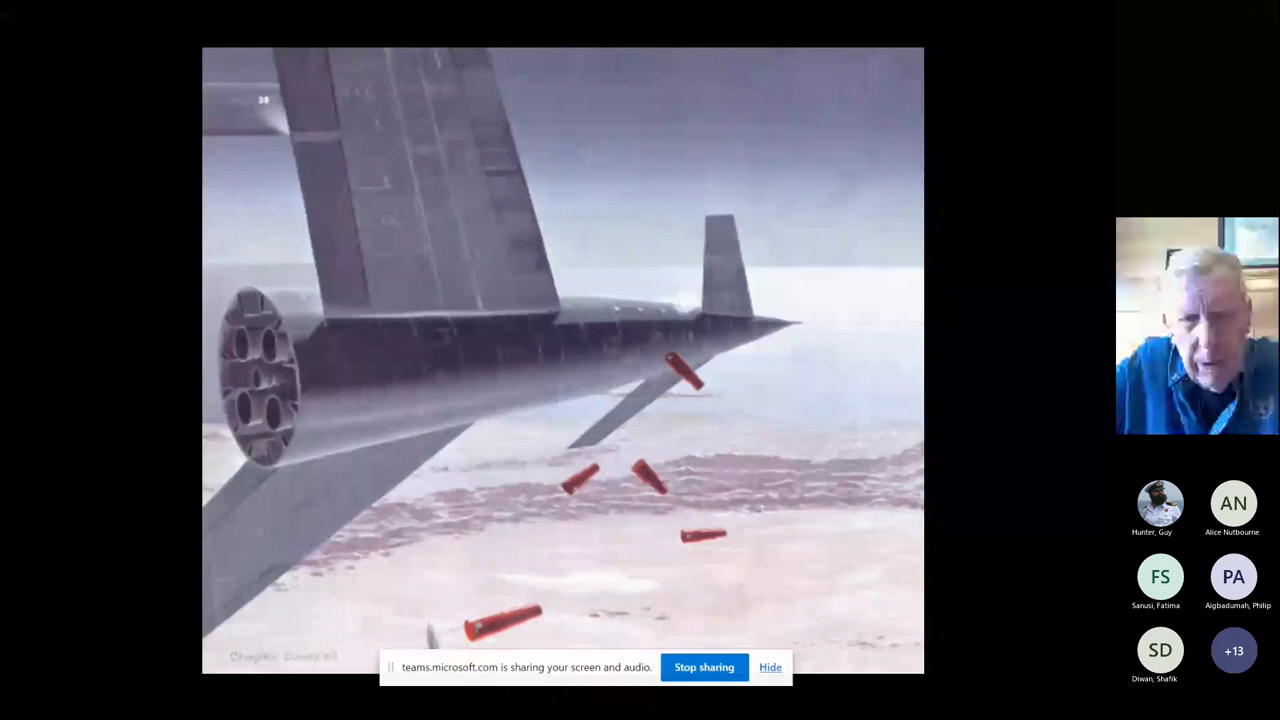 38
teams.microsoft.com is sharing your screen and audio.
Stop sharing
Hide
Hunter, Guy
AN
Alice Nutbourne
FS
Sanusi, Fatima
PA
Aigbadumah, Philip
SD
Diwan, Shafik
+13